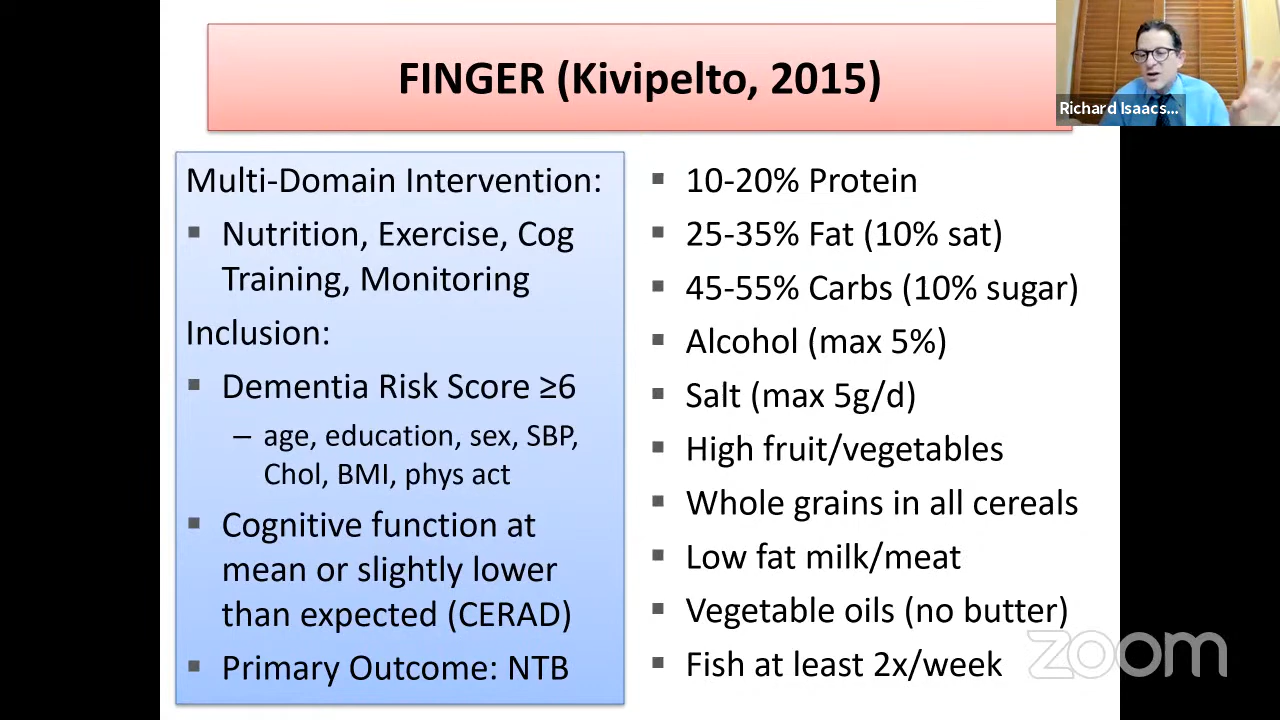 FINGER (Kivipelto, 2015)
Richard Isaacs...
Multi-Domain Intervention:
▪ Nutrition, Exercise, Cog
Training, Monitoring
Inclusion:
▪ Dementia Risk Score ≥6
– age, education, sex, SBP,
Chol, BMI, phys act
▪ Cognitive function at
mean or slightly lower
than expected (CERAD)
▪ Primary Outcome: NTB
▪ 10-20% Protein
▪ 25-35% Fat (10% sat)
▪ 45-55% Carbs (10% sugar)
▪ Alcohol (max 5%)
▪ Salt (max 5g/d)
▪ High fruit/vegetables
▪ Whole grains in all cereals
▪ Low fat milk/meat
▪ Vegetable oils (no butter)
▪ Fish at least 2x/week
zoom